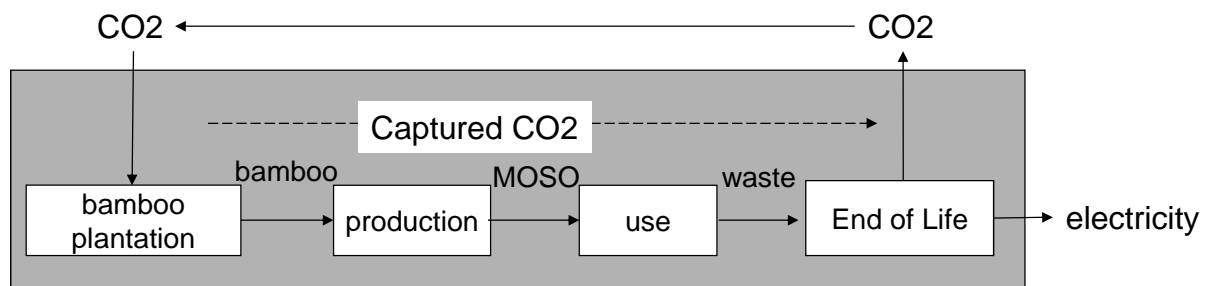 CO2 CO2
Captured CO2
bamboo MOSO waste
bamboo
plantation
production
use
End of Life
electricity